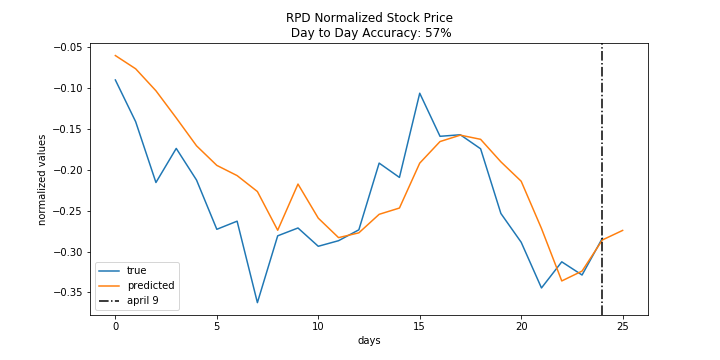 RPD Normalized Stock Price
Day to Day Accuracy: 57%
normalized values
−0.05
−0.10
−0.15
−0.20
−0.25
−0.30
−0.35
true
predicted
april 9
0
5
10
15
20
25
days